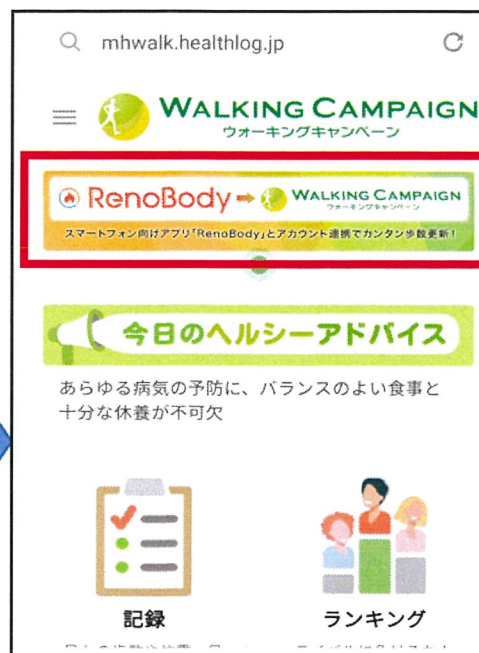 mhwalk.healthlog.jp
WALKING CAMPAIGN
ウォーキングキャンペーン
RenoBody WALKING CAMPAIGN
ウォーキングキャンペーン
スマートフォン向けアプリ「RenoBody」とアカウント連携でカンタン歩数更新！
今日のヘルシーアドバイス
あらゆる病気の予防に、バランスのよい食事と
十分な休養が不可欠
記録 ランキング